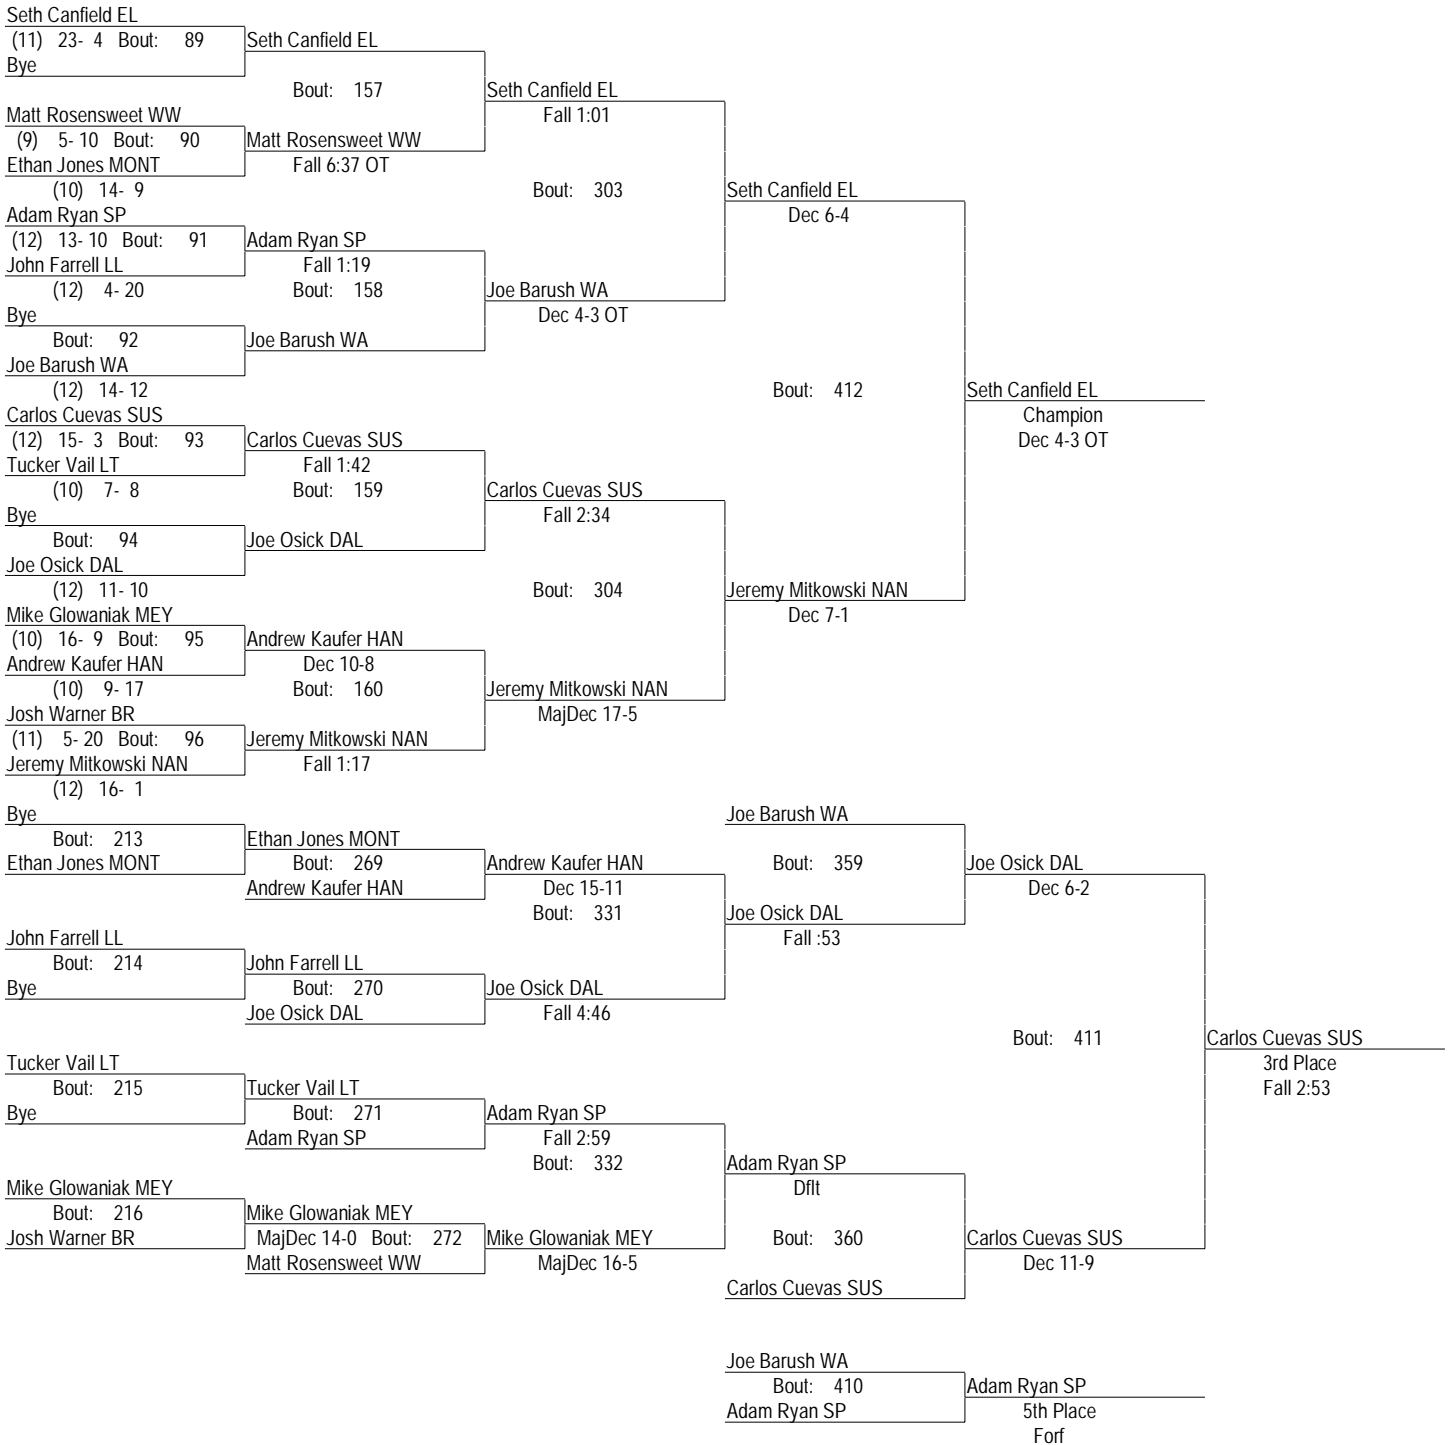 Seth Canfield EL
(11) 23- 4 Bout: 89 Seth Canfield EL
Bye
Bout: 157 Seth Canfield EL
Matt Rosensweet WW Fall 1:01
(9) 5- 10 Bout: 90 Matt Rosensweet WW
Ethan Jones MONT Fall 6:37 OT
(10) 14- 9 Bout: 303 Seth Canfield EL
Adam Ryan SP Dec 6-4
(12) 13- 10 Bout: 91 Adam Ryan SP
John Farrell LL Fall 1:19
(12) 4- 20 Bout: 158 Joe Barush WA
Bye Dec 4-3 OT
Bout: 92 Joe Barush WA
Joe Barush WA
(12) 14- 12 Bout: 412 Seth Canfield EL
Carlos Cuevas SUS Champion
(12) 15- 3 Bout: 93 Carlos Cuevas SUS Dec 4-3 OT
Tucker Vail LT Fall 1:42
(10) 7- 8 Bout: 159 Carlos Cuevas SUS
Bye Fall 2:34
Bout: 94 Joe Osick DAL
Joe Osick DAL
(12) 11- 10 Bout: 304 Jeremy Mitkowski NAN
Mike Glowaniak MEY Dec 7-1
(10) 16- 9 Bout: 95 Andrew Kaufer HAN
Andrew Kaufer HAN Dec 10-8
(10) 9- 17 Bout: 160 Jeremy Mitkowski NAN
Josh Warner BR MajDec 17-5
(11) 5- 20 Bout: 96 Jeremy Mitkowski NAN
Jeremy Mitkowski NAN Fall 1:17
(12) 16- 1
Bye Joe Barush WA
Bout: 213 Ethan Jones MONT
Ethan Jones MONT Bout: 269 Andrew Kaufer HAN Bout: 359 Joe Osick DAL
Andrew Kaufer HAN Dec 15-11 Dec 6-2
Bout: 331 Joe Osick DAL
John Farrell LL Fall :53
Bout: 214 John Farrell LL
Bye Bout: 270 Joe Osick DAL
Joe Osick DAL Fall 4:46
Bout: 411 Carlos Cuevas SUS
Tucker Vail LT 3rd Place
Bout: 215 Tucker Vail LT Fall 2:53
Bye Bout: 271 Adam Ryan SP
Adam Ryan SP Fall 2:59
Bout: 332 Adam Ryan SP
Mike Glowaniak MEY Dflt
Bout: 216 Mike Glowaniak MEY
Josh Warner BR MajDec 14-0 Bout: 272 Mike Glowaniak MEY Bout: 360 Carlos Cuevas SUS
Matt Rosensweet WW MajDec 16-5 Dec 11-9
Carlos Cuevas SUS
Joe Barush WA
Bout: 410 Adam Ryan SP
Adam Ryan SP 5th Place
Forf